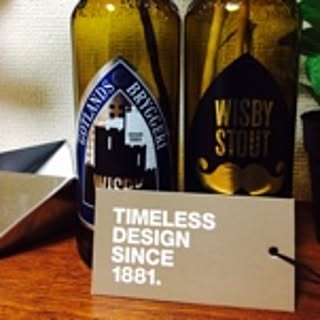 GOTLANDS BRYGGERI
WISBY
WISBY
STOUT
TIMELESS
DESIGN
SINCE
1881.